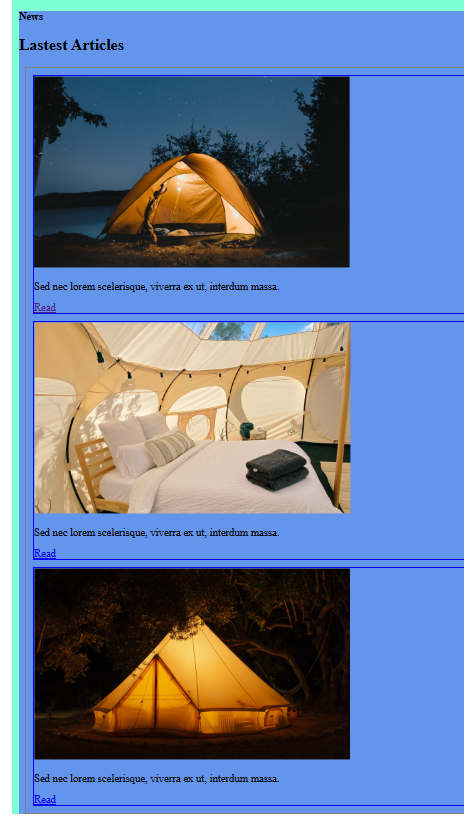 News
Lastest Articles
Sed nec lorem scelerisque, viverra ex ut, interdum massa.
Read
Sed nec lorem scelerisque, viverra ex ut, interdum massa.
Read
Sed nec lorem scelerisque, viverra ex ut, interdum massa.
Read